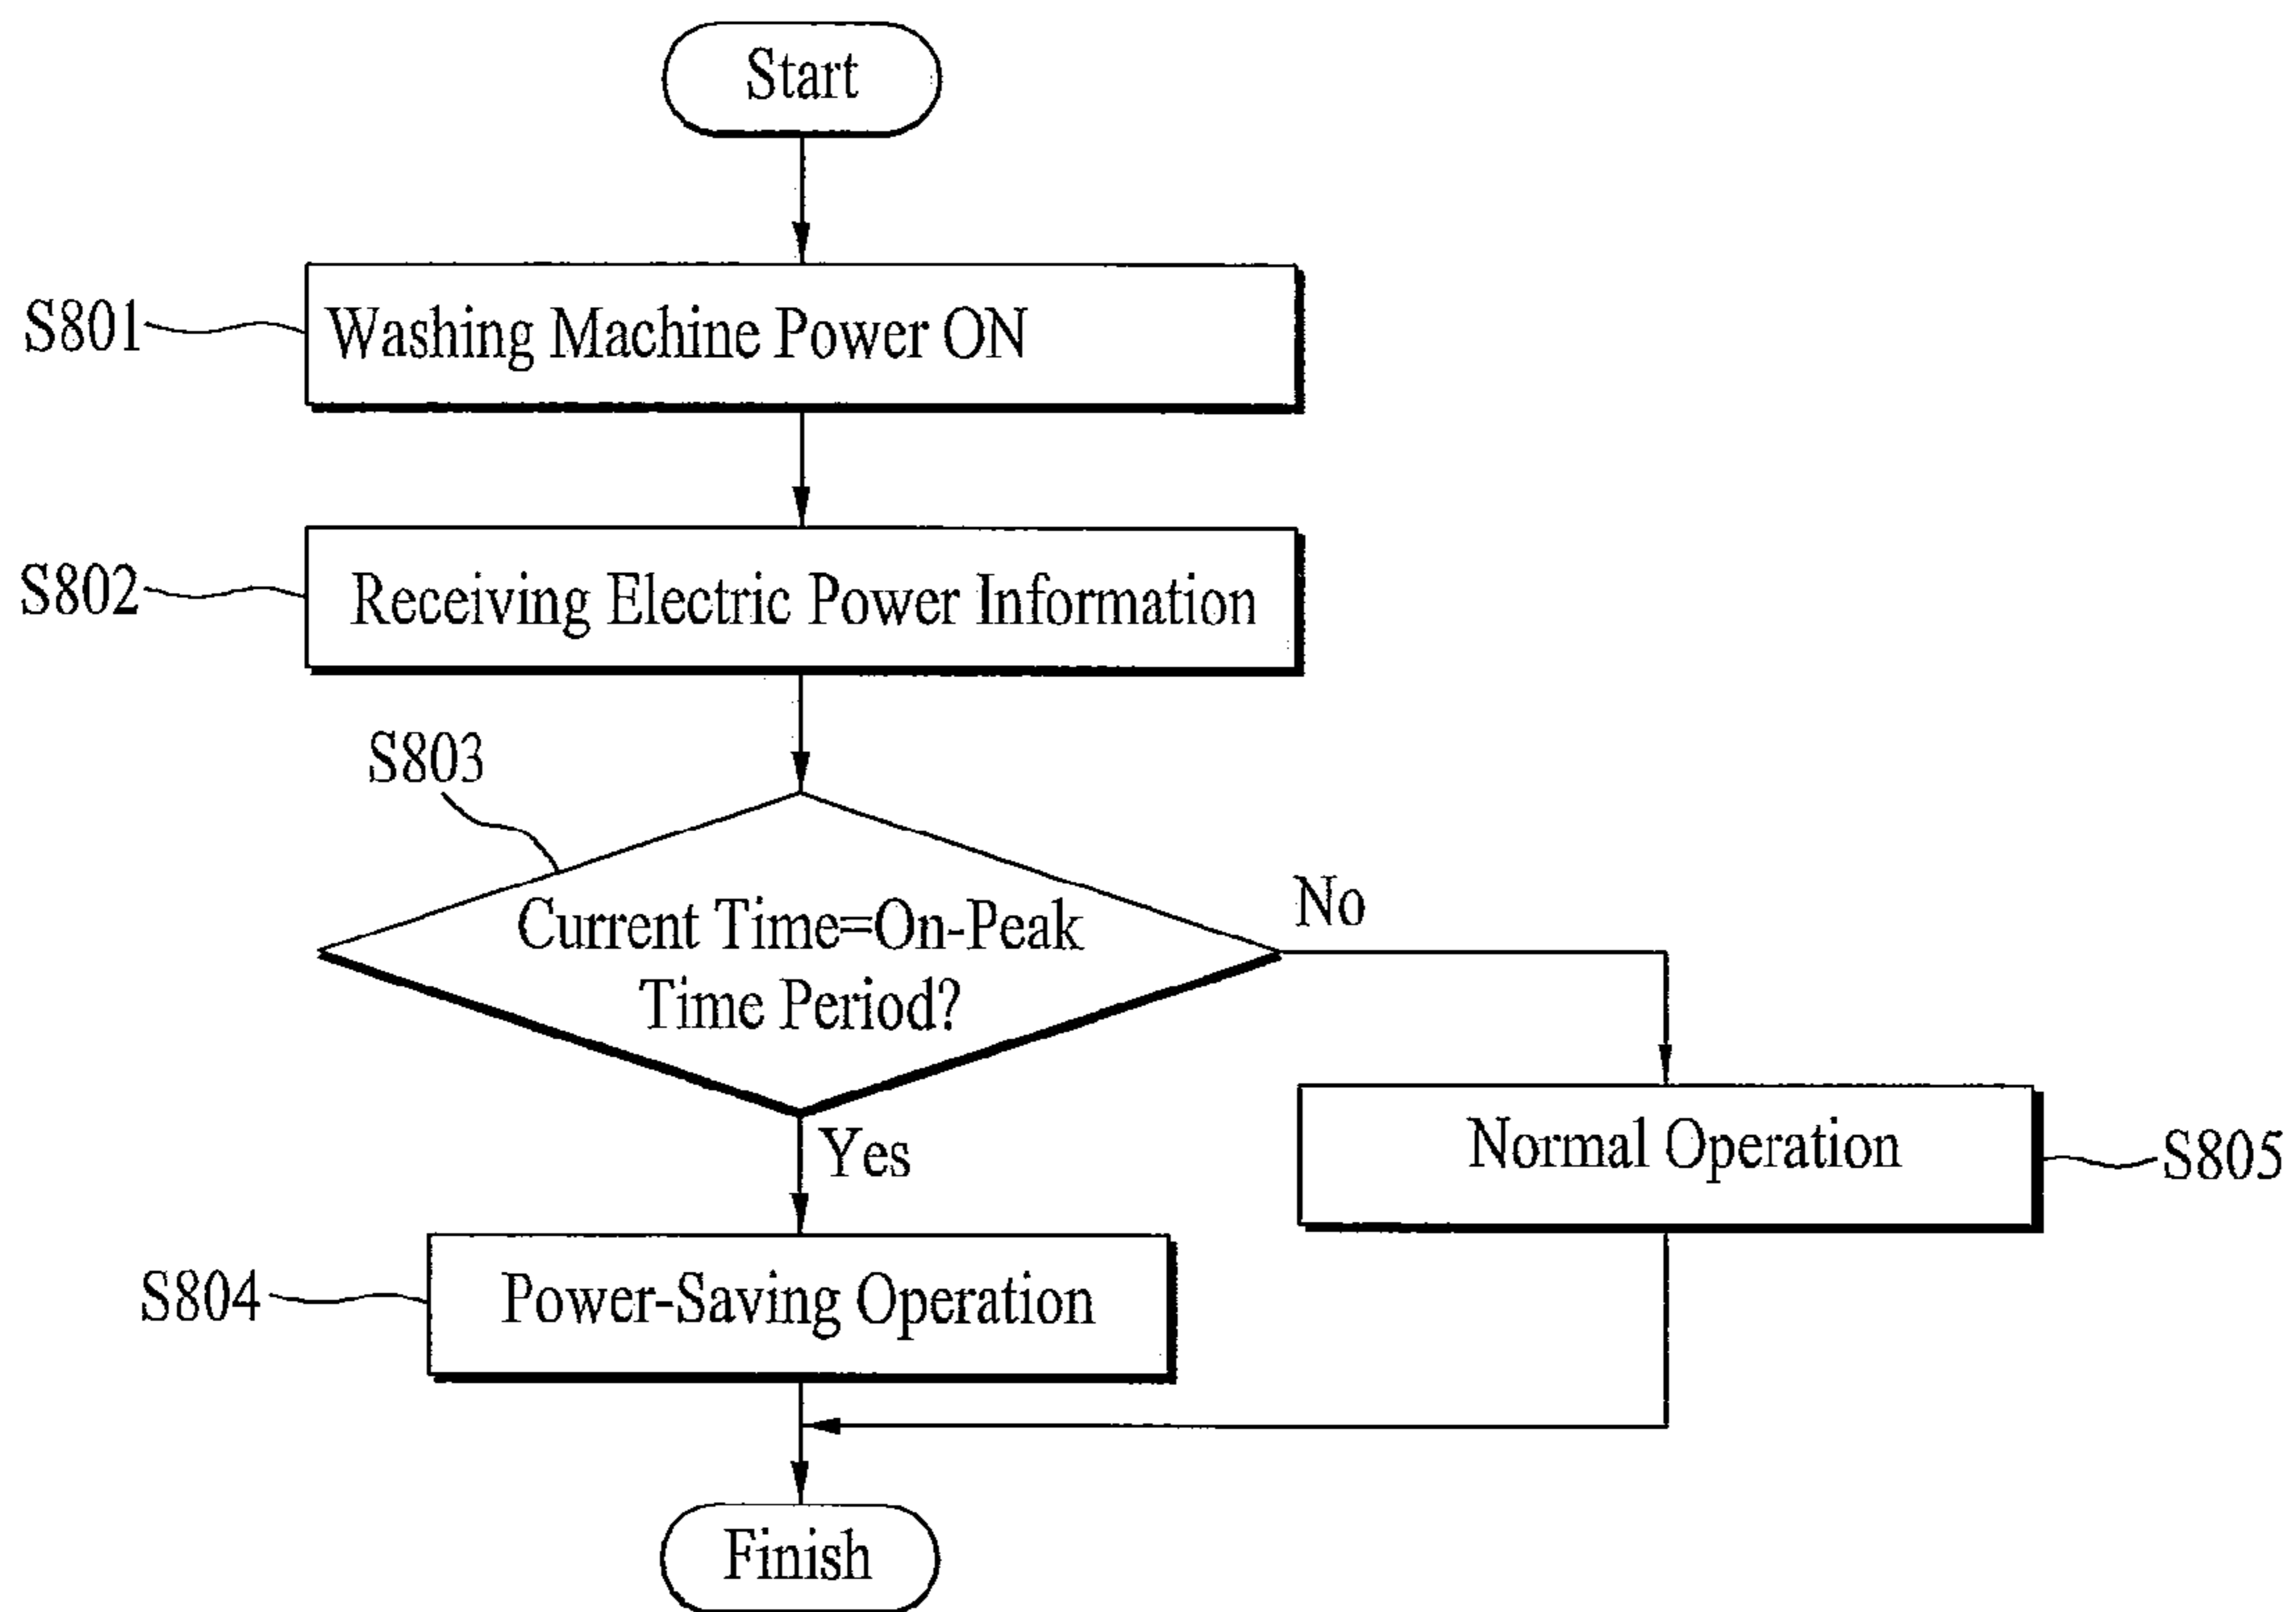 Start
S801
Washing Machine Power ON
S802
Receiving Electric Power Information
S803
Current Time=On-Peak
Time Period?
No
Yes
Normal Operation
S805
S804
Power-Saving Operation
Finish